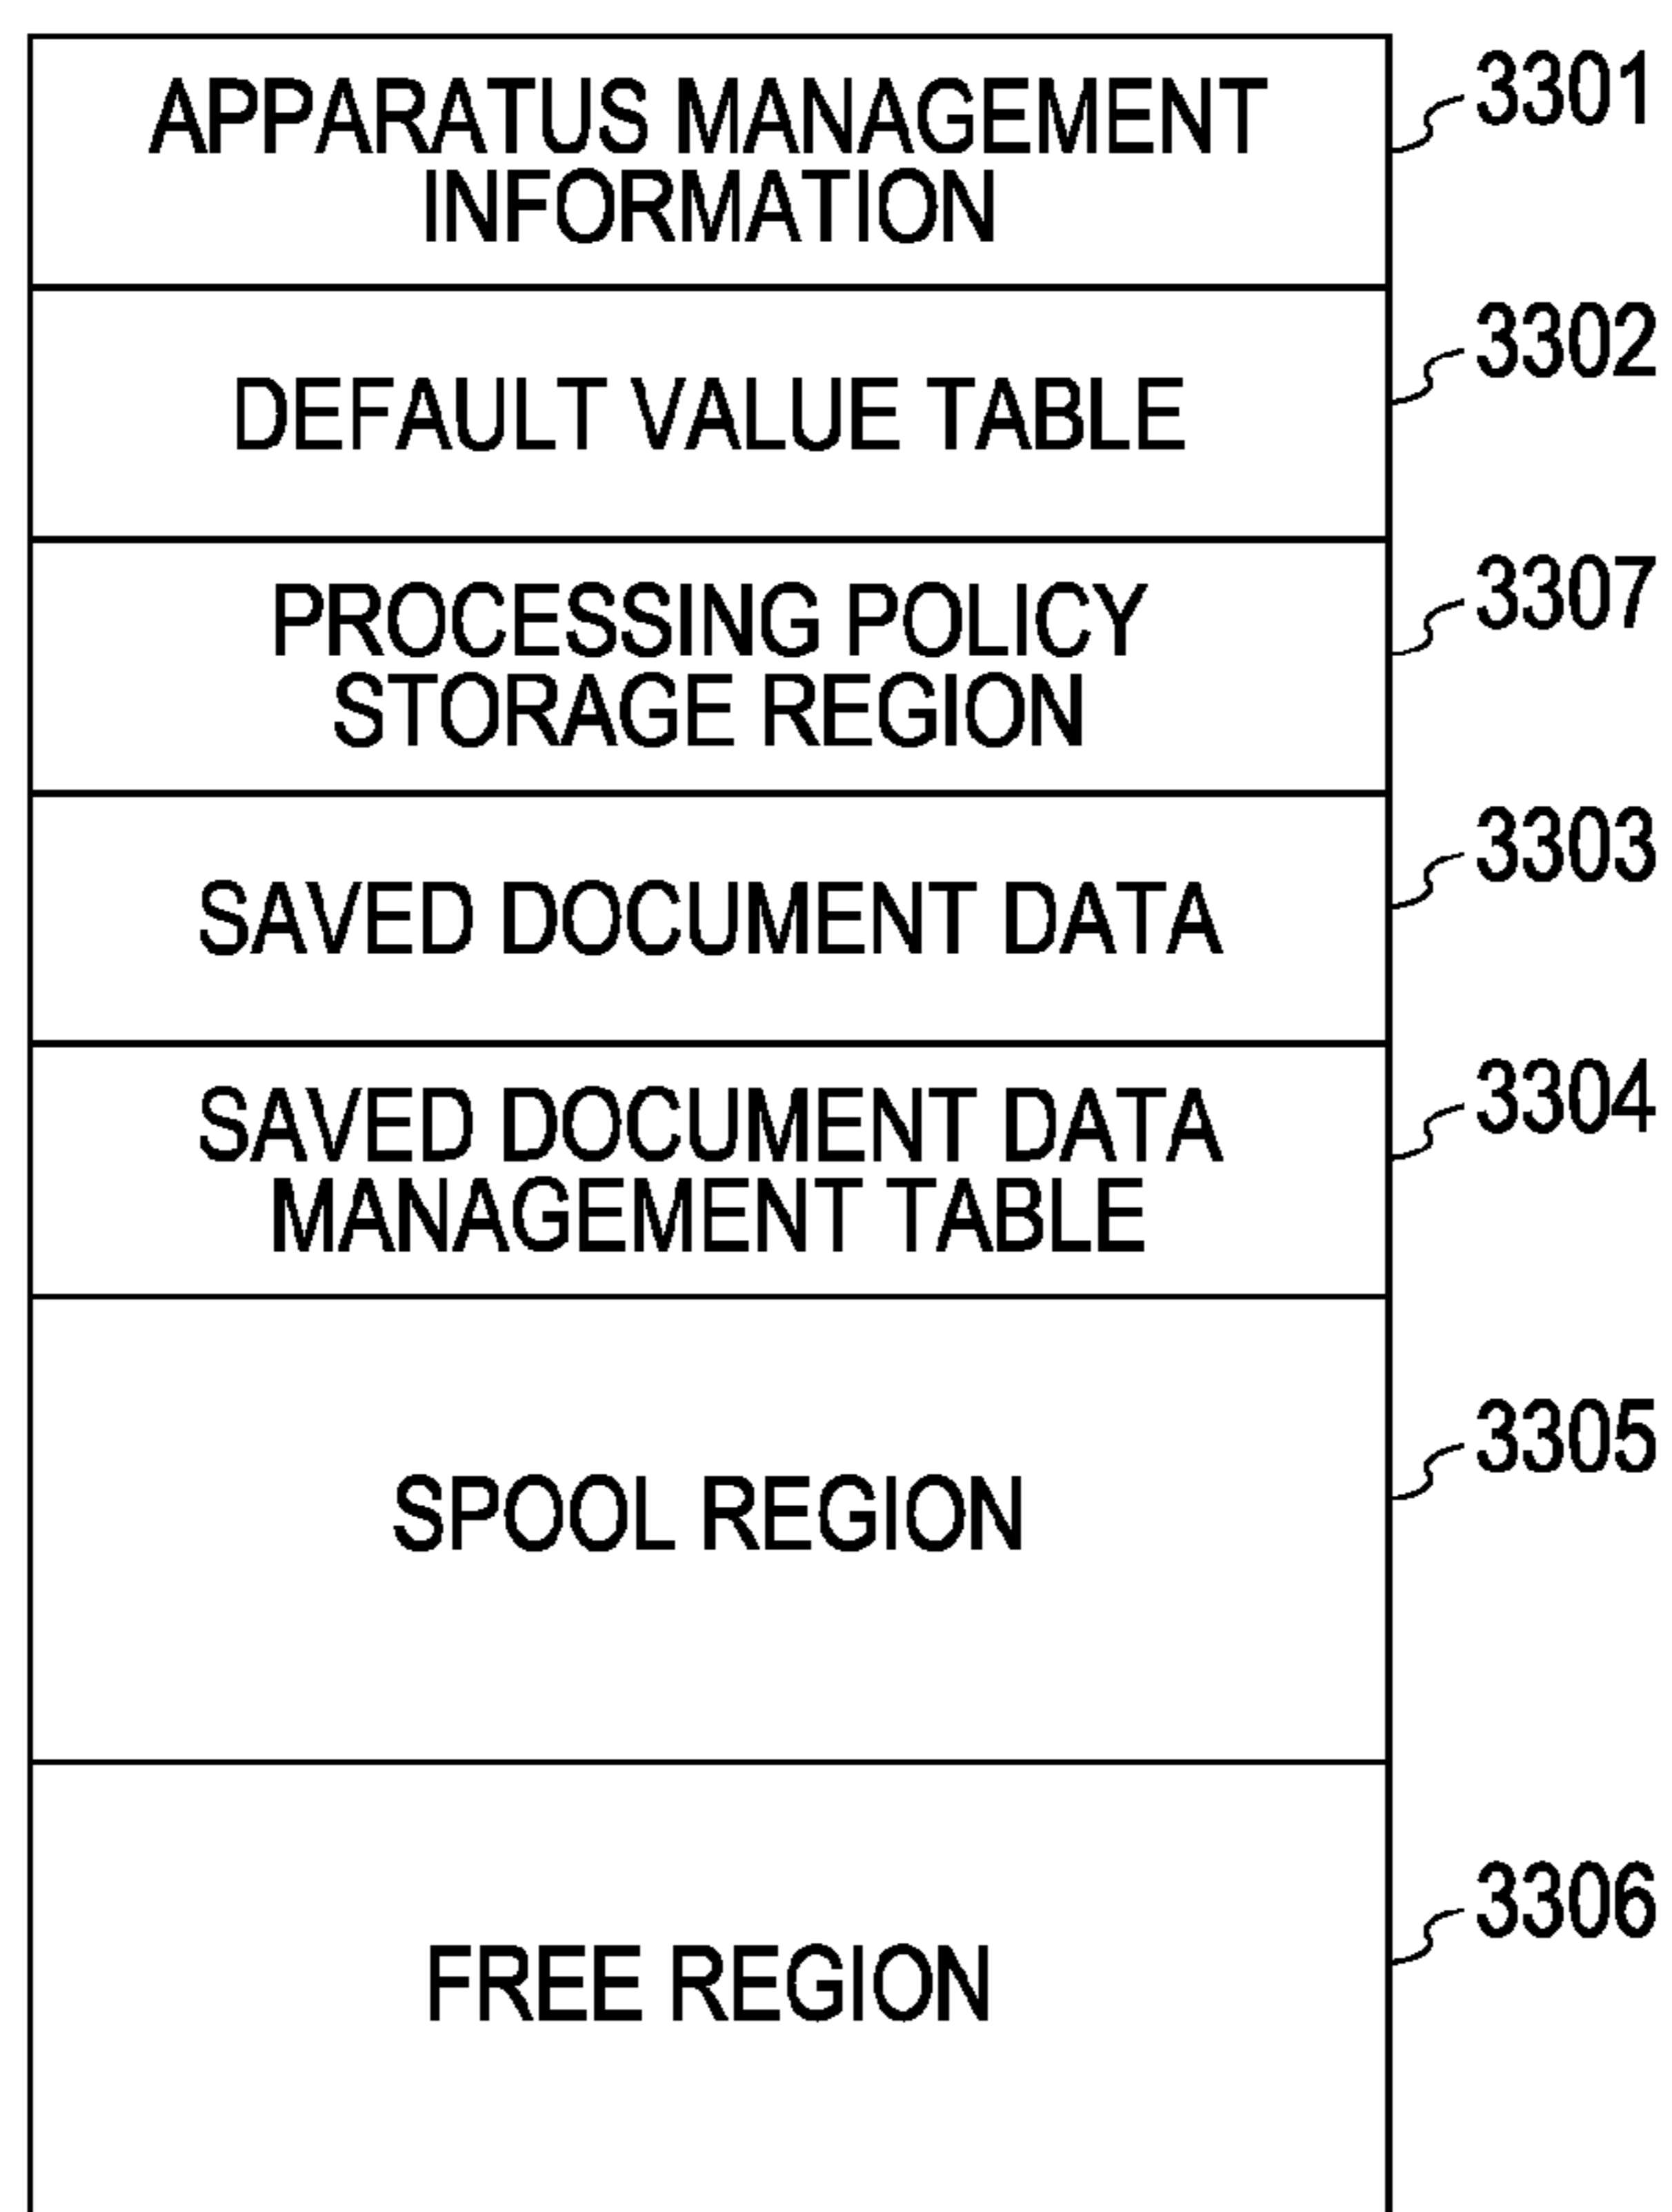 APPARATUS MANAGEMENT
INFORMATION
3301
DEFAULT VALUE TABLE
3302
PROCESSING POLICY
STORAGE REGION
3307
SAVED DOCUMENT DATA
3303
SAVED DOCUMENT DATA
MANAGEMENT TABLE
3304
SPOOL REGION
3305
FREE REGION
3306